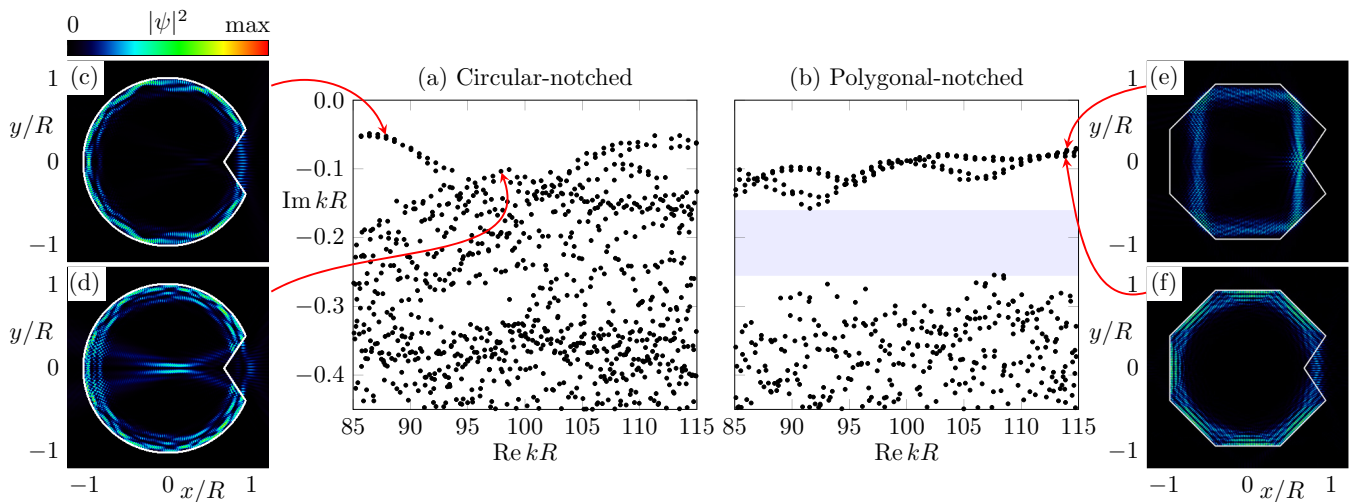 0 |ψ|² max
(c)
1
y/R
0
−1
(d)
1
y/R
0
−1
−1 0 x/R 1
(a) Circular-notched
0.0
−0.1
Im kR
−0.2
−0.3
−0.4
85 90 95 100 105 110 115
Re kR
(b) Polygonal-notched
85 90 95 100 105 110 115
Re kR
(e)
1
y/R
0
−1
(f)
1
y/R
0
−1
−1 0 x/R 1